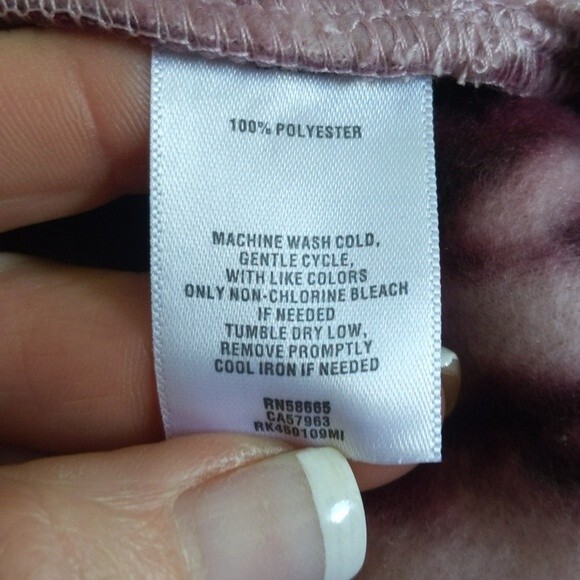 100% POLYESTER
MACHINE WASH COLD,
GENTLE CYCLE,
WITH LIKE COLORS
ONLY NON-CHLORINE BLEACH
IF NEEDED
TUMBLE DRY LOW,
REMOVE PROMPTLY
COOL IRON IF NEEDED
RN58665
CA57963
RK450109MI